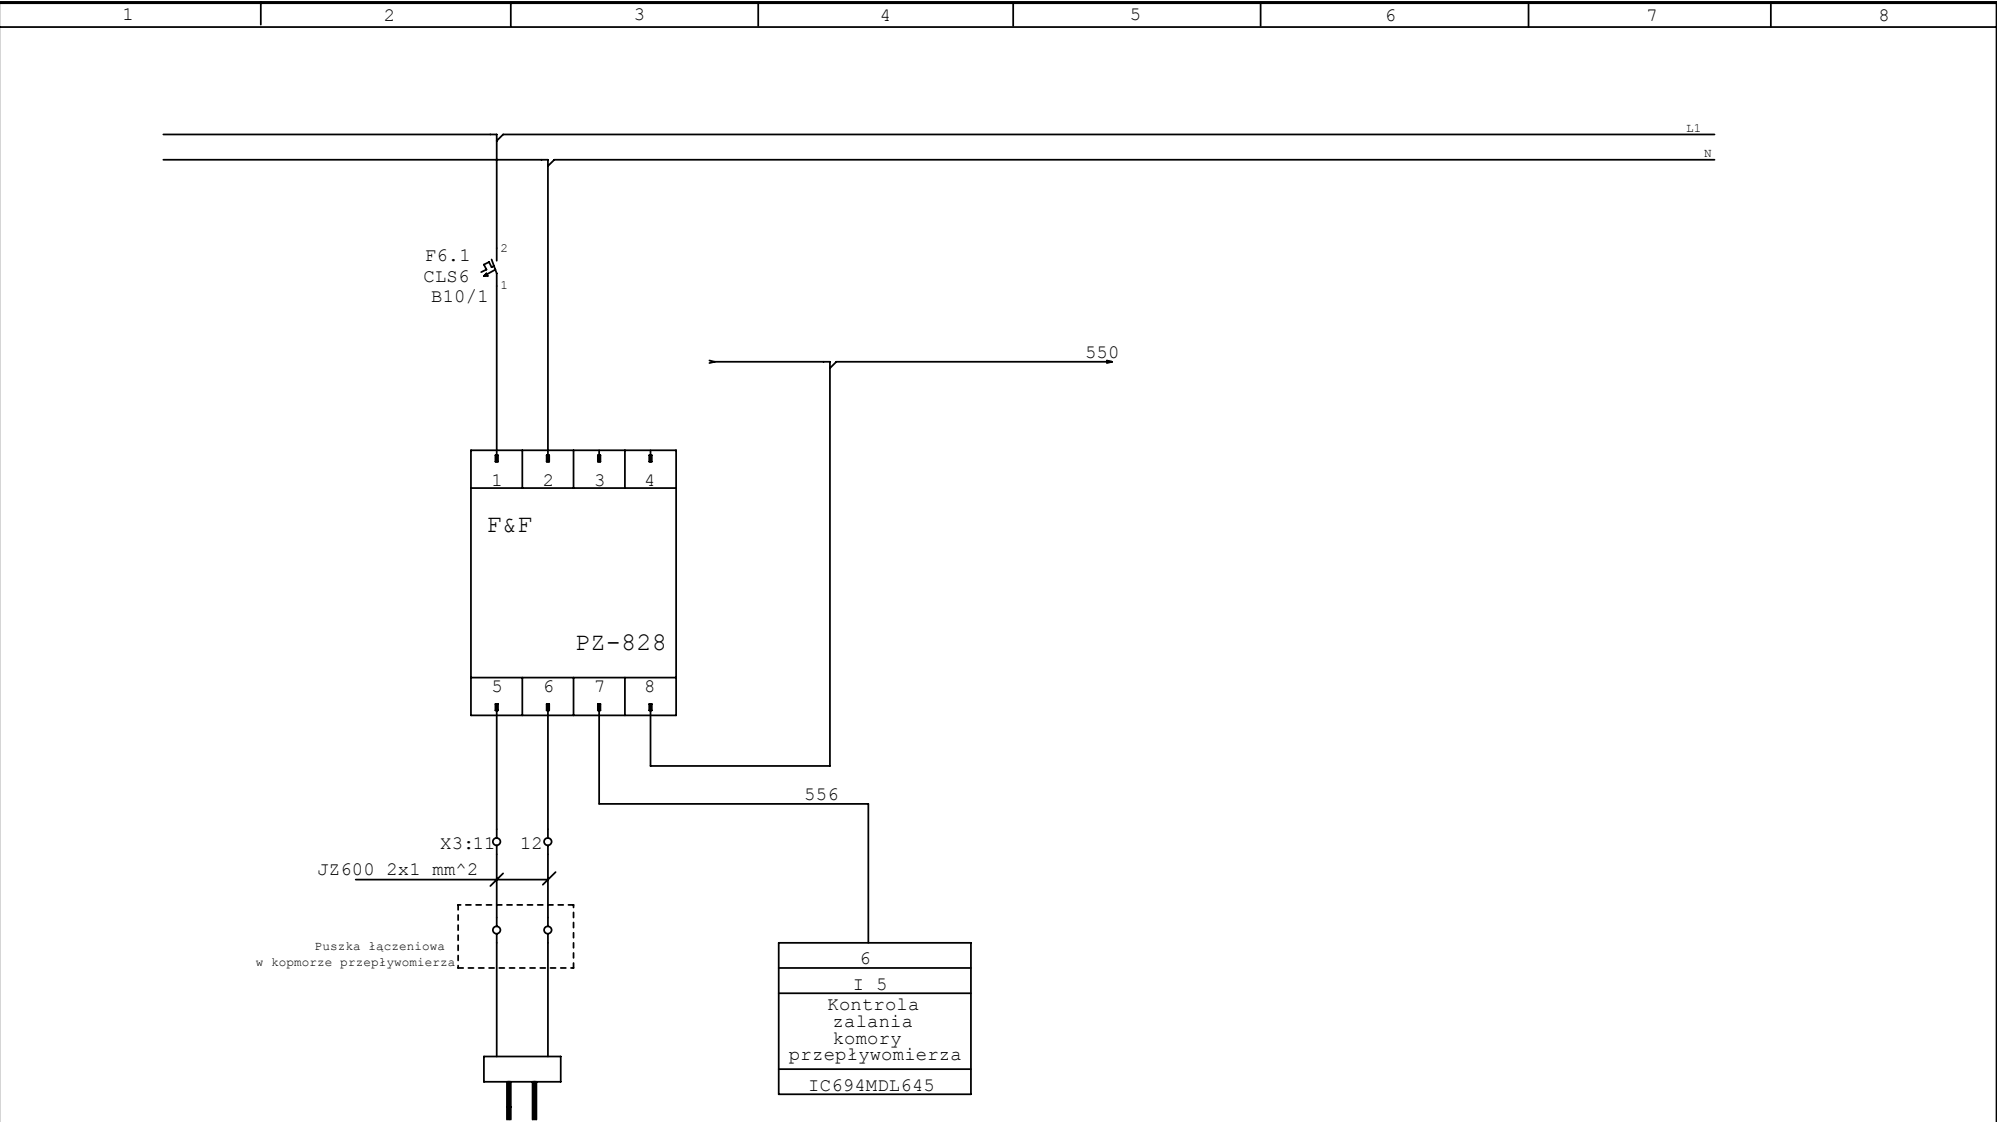 1 2 3 4 5 6 7 8
L1
N
2
F6.1
CLS6
1
B10/1
550
1 2 3 4
F&F
PZ-828
5 6 7 8
556
X3:11 12
JZ600 2x1 mm^2
Puszka łączeniowa
w kopmorze przepływomierza
6
I 5
Kontrola
zalania
komory
przepływomierza
IC694MDL645